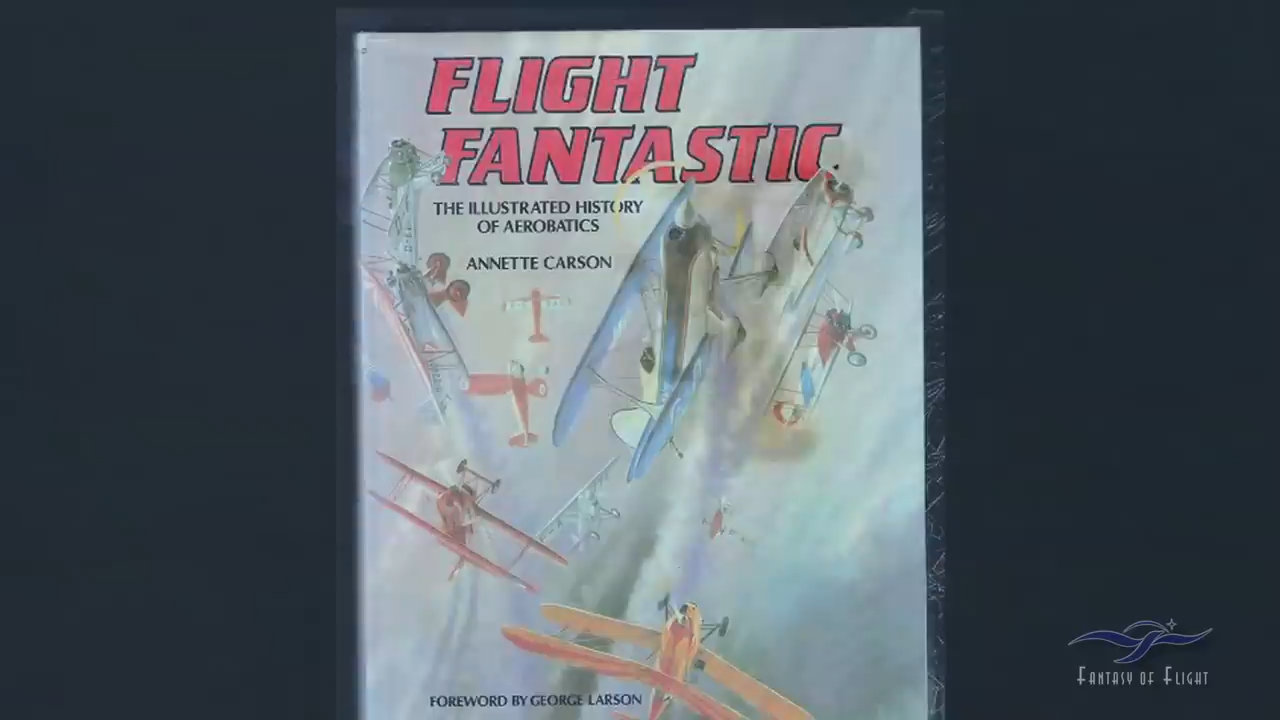 FLIGHT
FANTASTIC
THE ILLUSTRATED HISTORY
OF AEROBATICS
ANNETTE CARSON
FOREWORD BY GEORGE LARSON
FANTASY OF FLIGHT